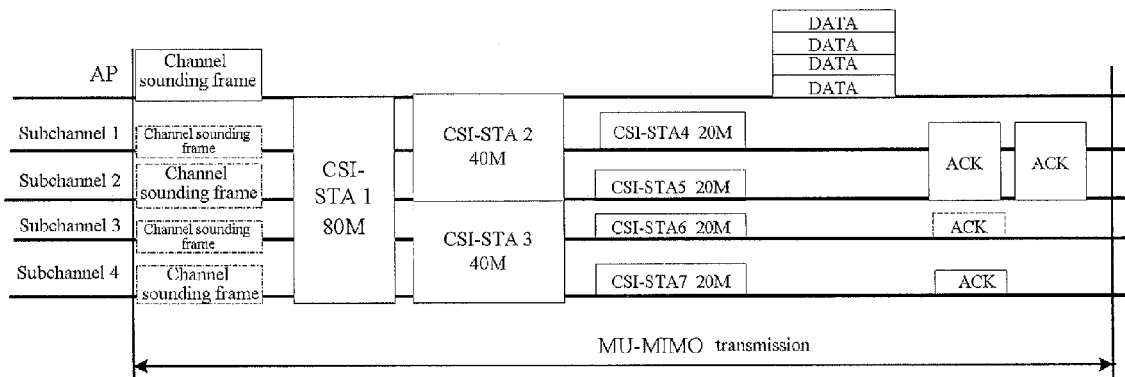 AP
Channel
sounding frame
DATA
DATA
DATA
DATA
Subchannel 1
Channel sounding
frame
Subchannel 2
Channel
sounding frame
Subchannel 3
Channel sounding
frame
Subchannel 4
Channel
sounding frame
CSI-
STA 1
80M
CSI-STA 2
40M
CSI-STA 3
40M
CSI-STA4 20M
CSI-STA5 20M
CSI-STA6 20M
CSI-STA7 20M
ACK
ACK
ACK
ACK
MU-MIMO transmission